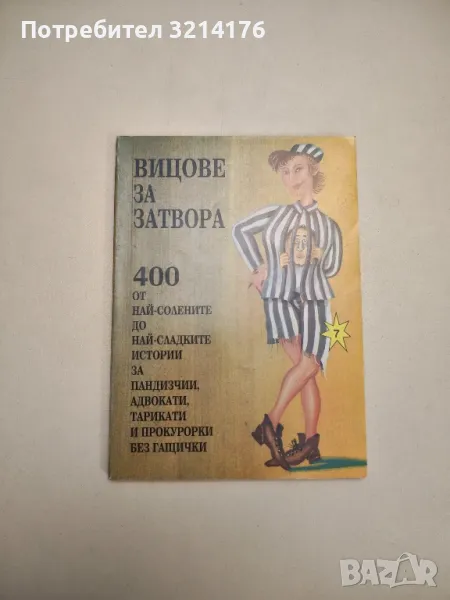 Потребител 3214176
ВИЦОВЕ
ЗА
ЗАТВОРА
400
ОТ
НАЙ-СОЛЕНИТЕ
ДО
НАЙ-СЛАДКИТЕ
ИСТОРИИ
ЗА
ПАНДИЗЧИИ,
АДВОКАТИ,
ТАРИКАТИ
И ПРОКУРОРКИ
БЕЗ ГАЩИЧКИ
7
BAZAR